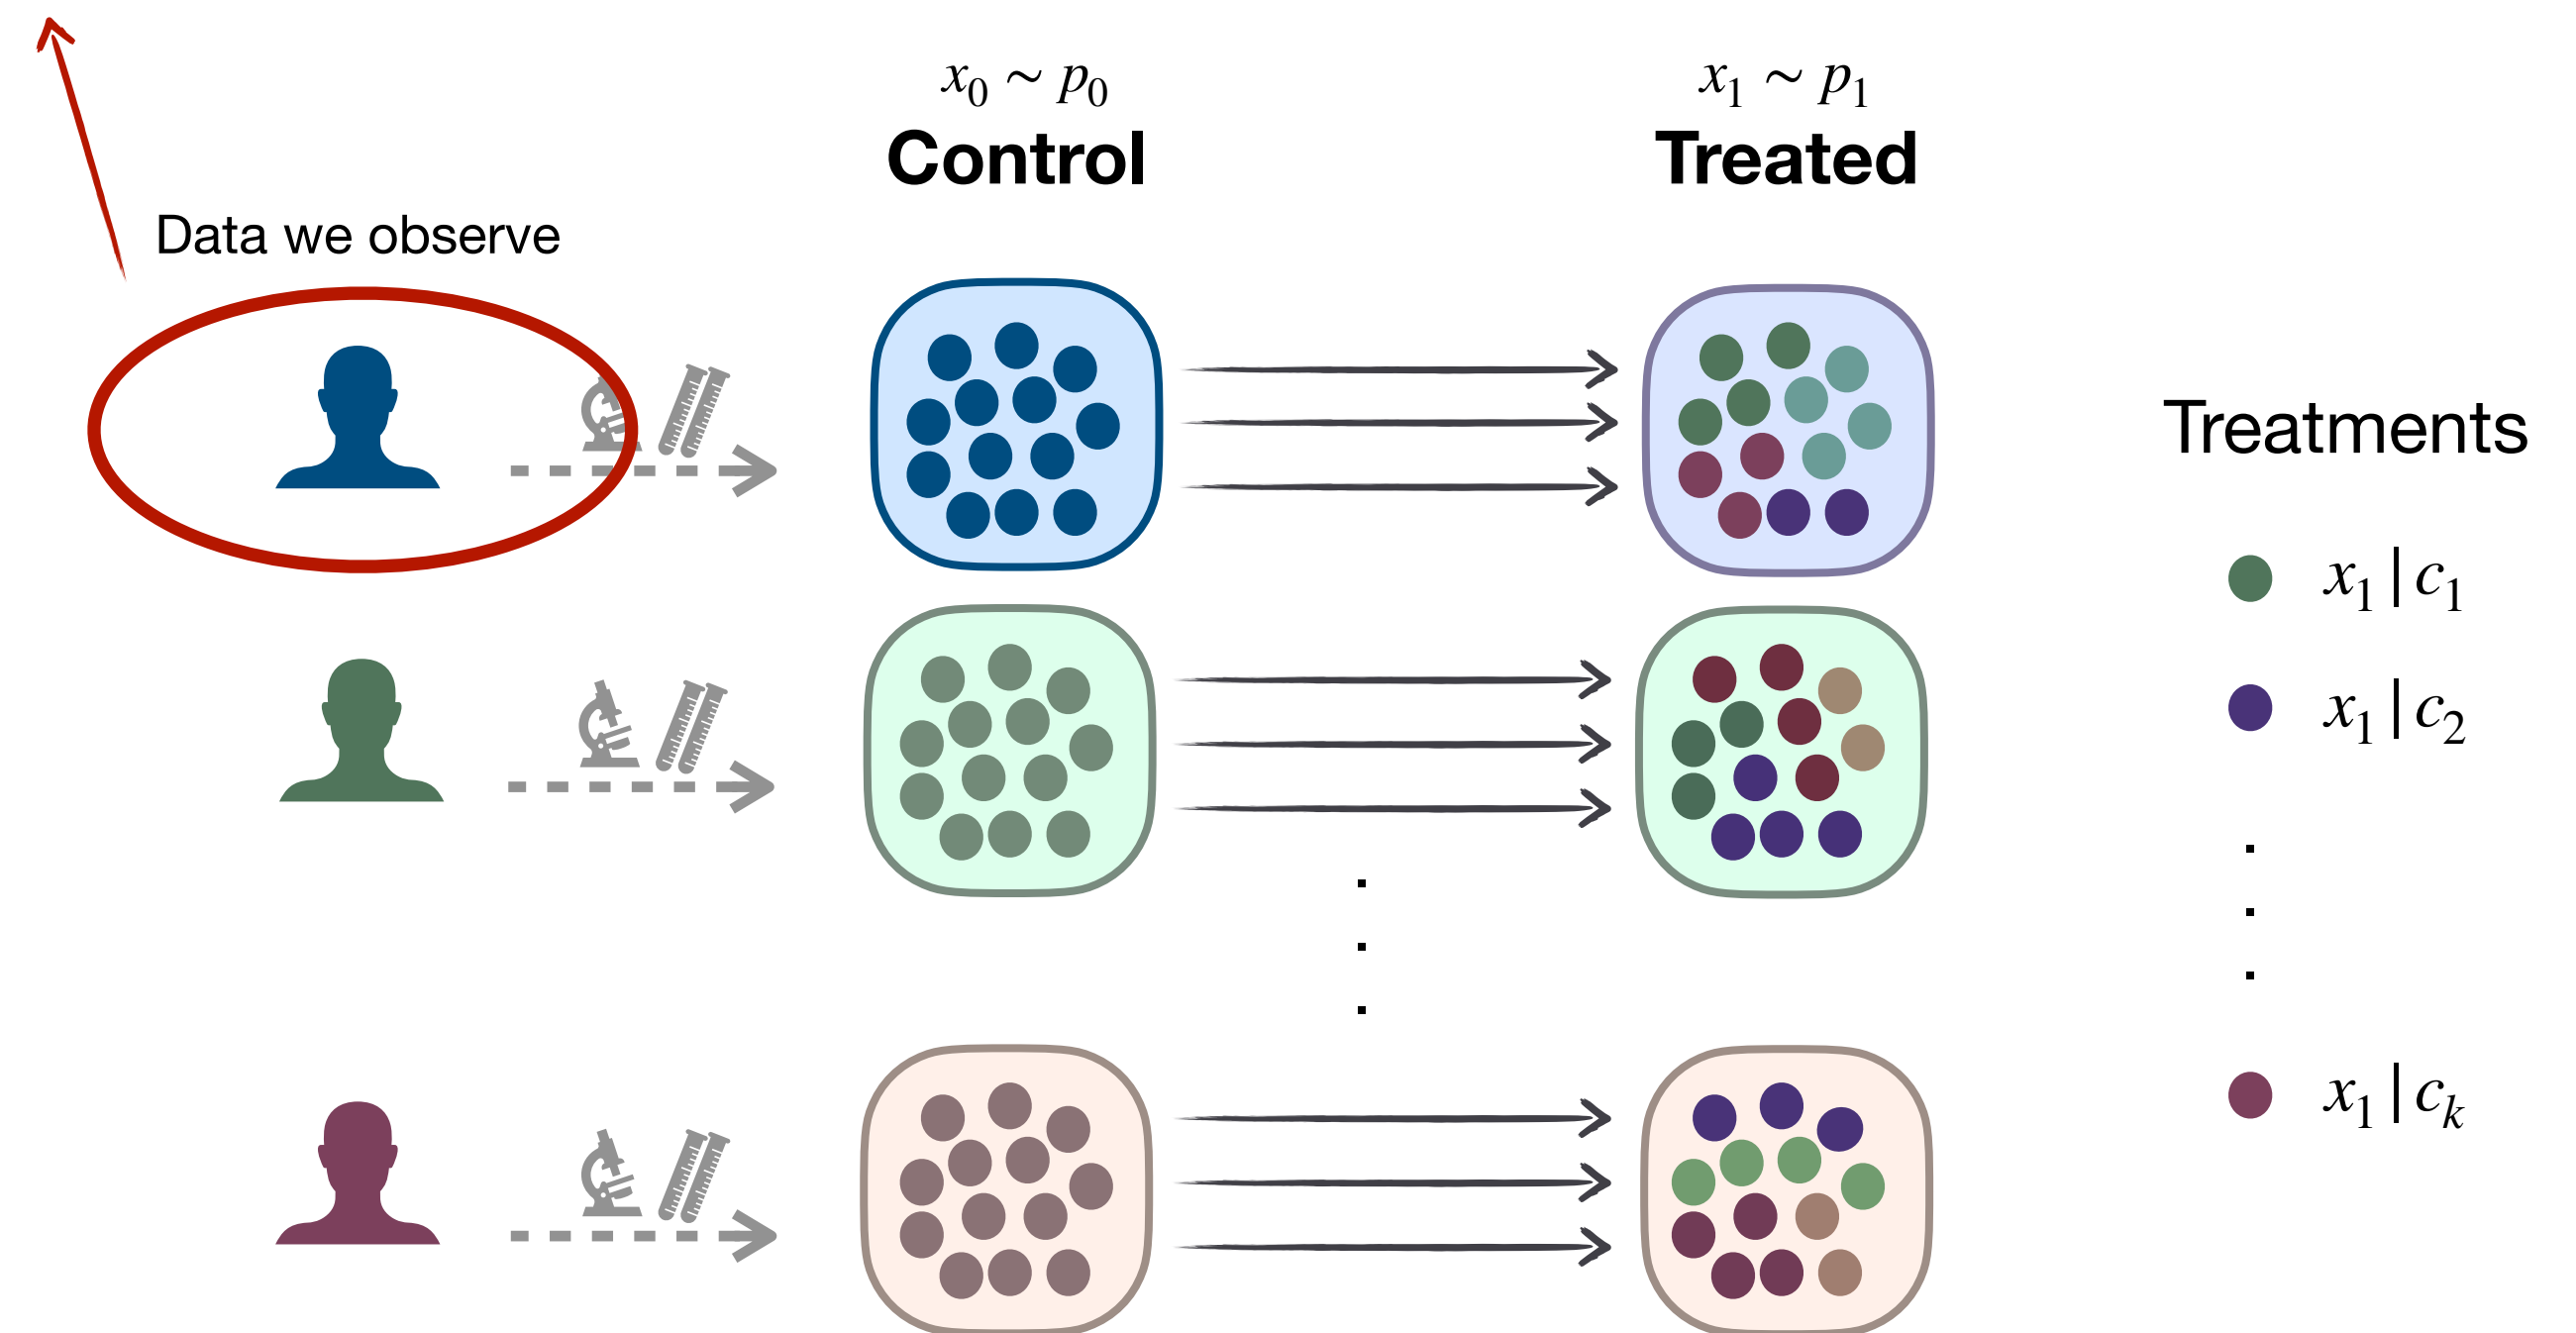 x₀ ~ p₀
x₁ ~ p₁
Control
Treated
Data we observe
Treatments
x₁ | c₁
x₁ | c₂
x₁ | cₖ